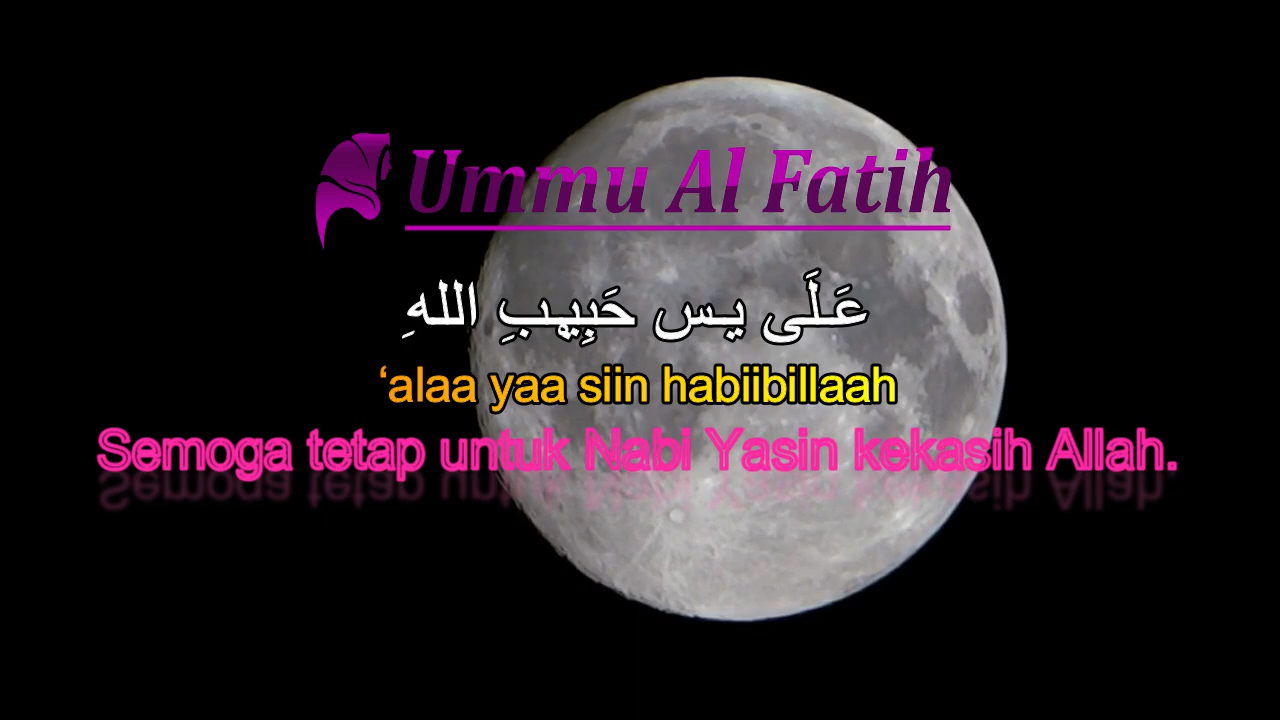 Ummu Al Fatih
عَلَى يس حَبِيبِ اللهِ
‘alaa yaa siin habiibillaah
Semoga tetap untuk Nabi Yasin kekasih Allah.